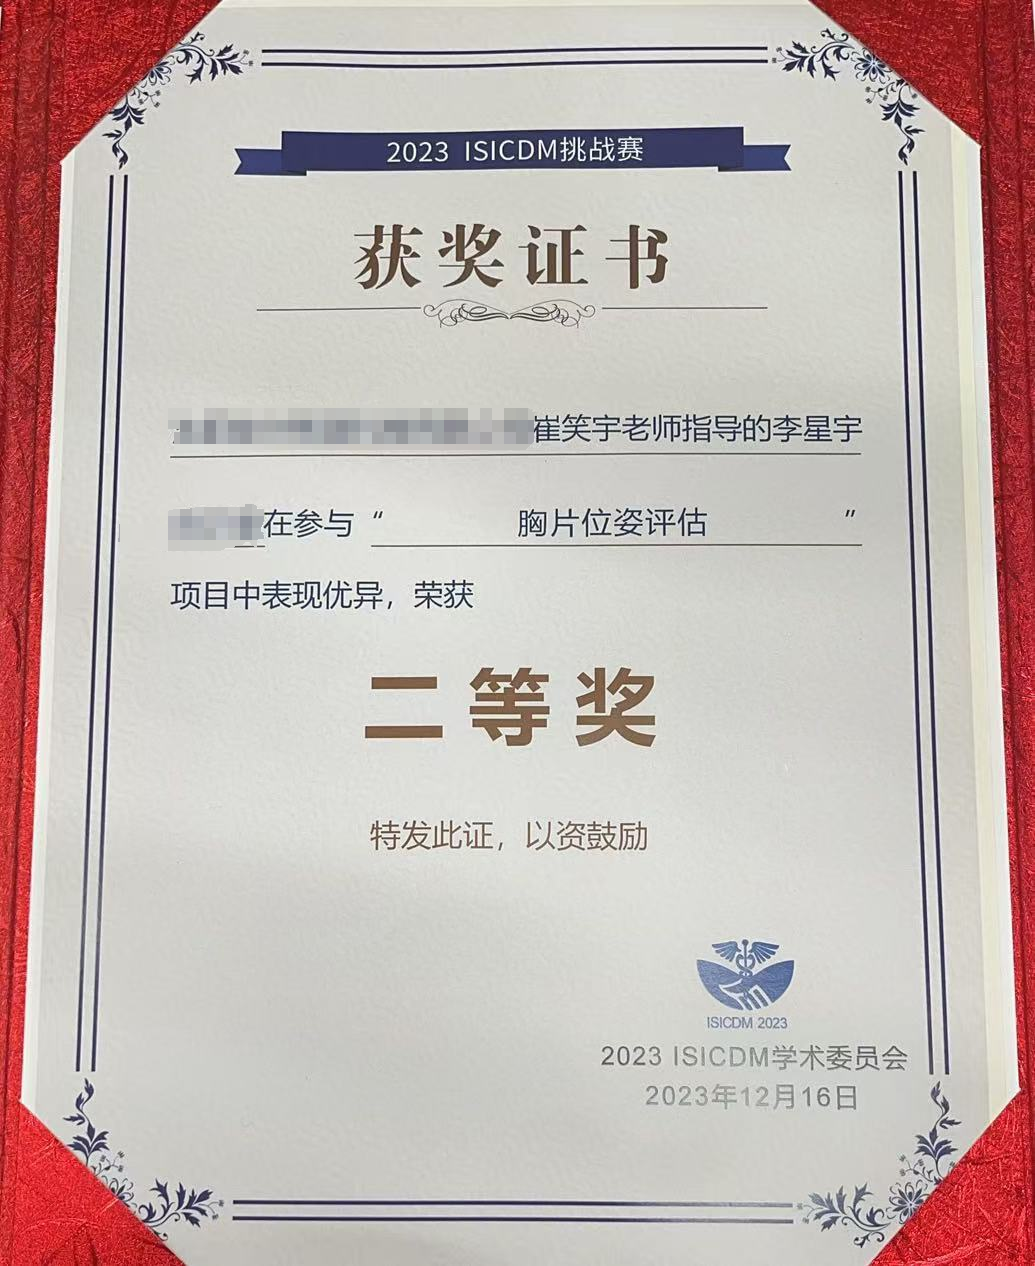 2023 ISICDM挑战赛
获奖证书
崔笑宇老师指导的李星宇
在参与“ 胸片位姿评估 ”
项目中表现优异，荣获
二等奖
特发此证，以资鼓励
ISICDM 2023
2023 ISICDM学术委员会
2023年12月16日